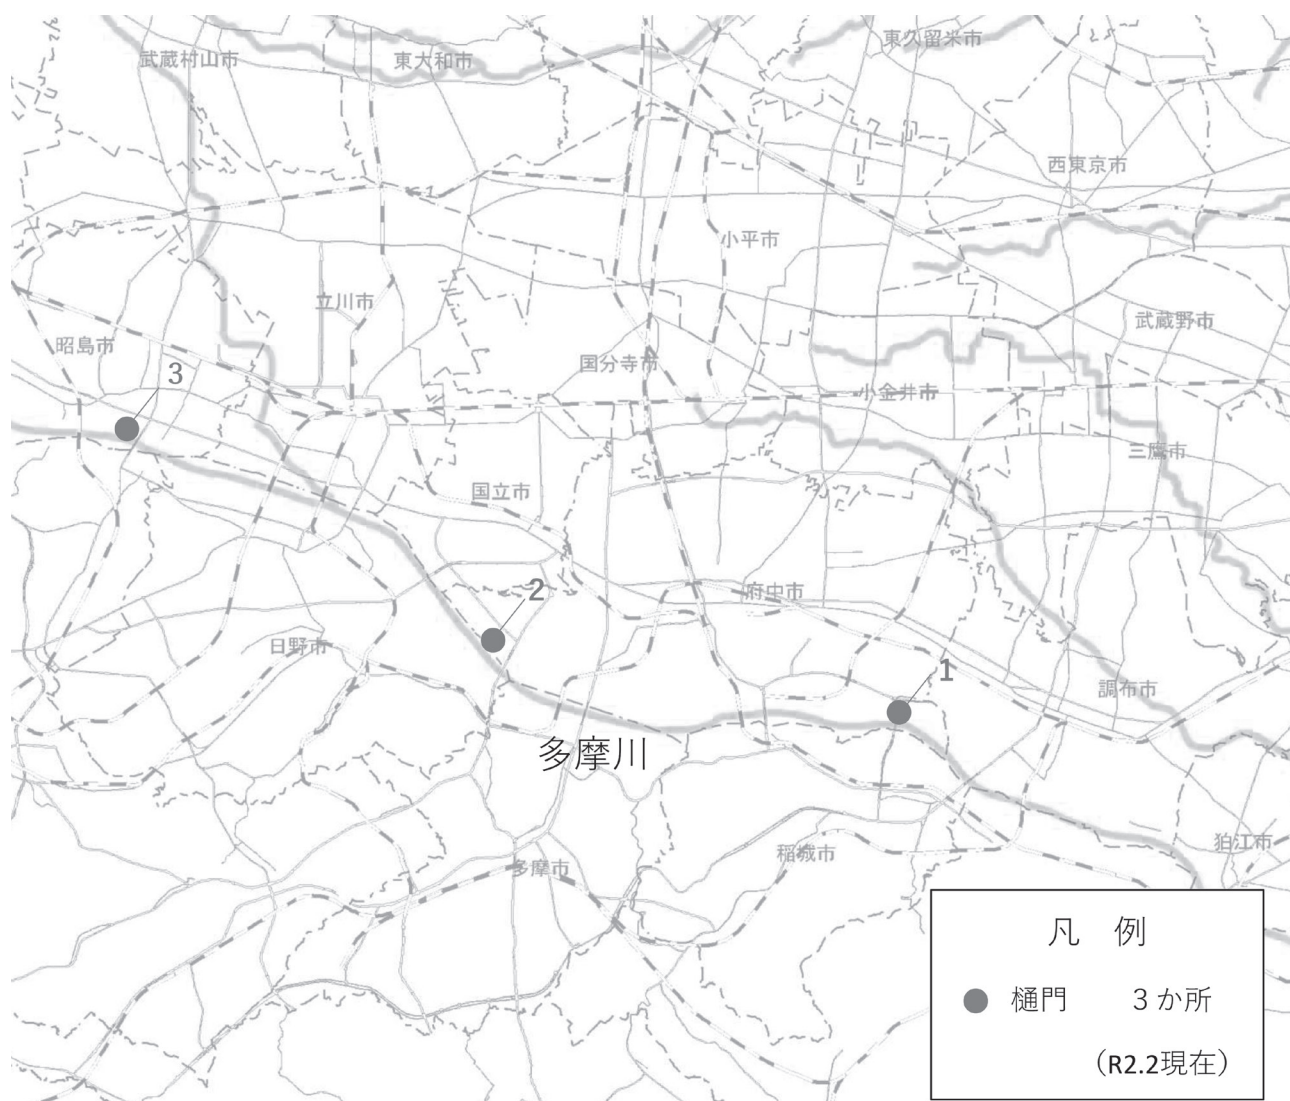 武蔵村山市
東大和市
東久留米市
西東京市
小平市
立川市
武蔵野市
昭島市
国分寺市
3
小金井市
三鷹市
国立市
2
府中市
日野市
1
調布市
多摩川
狛江市
稲城市
多摩市
凡 例
樋門 3か所
(R2.2現在)